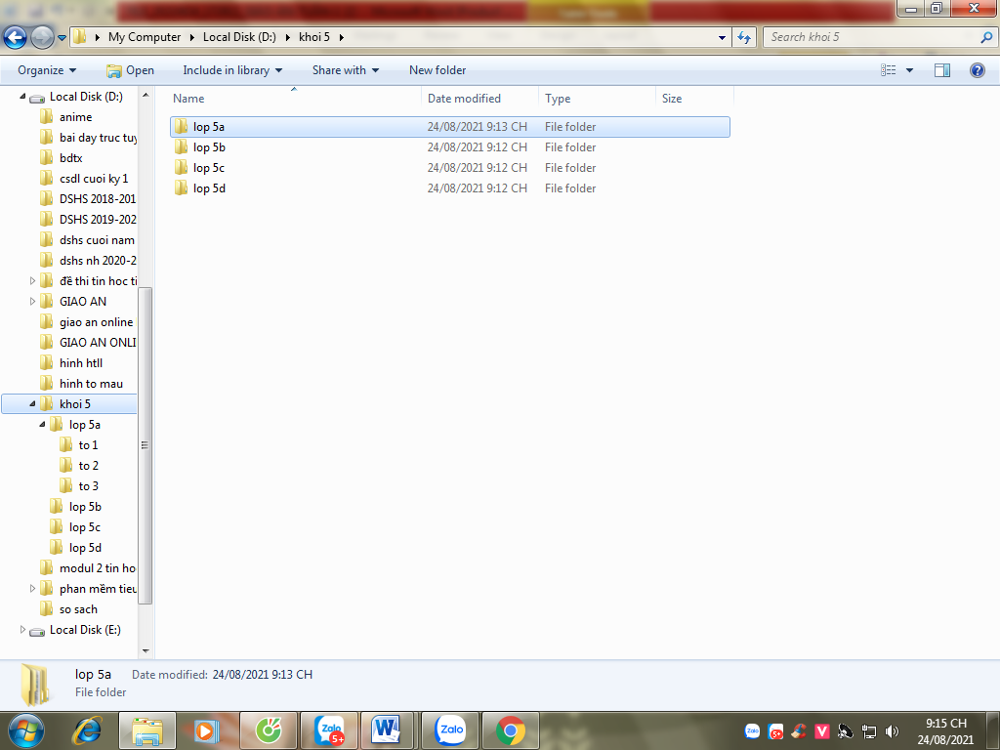 My Computer Local Disk (D:) khoi 5
Search khoi 5
Organize Open Include in library Share with New folder
Name Date modified Type Size
Local Disk (D:)
anime
bai day truc tuy
bdtx
csdl cuoi ky 1
DSHS 2018-201
DSHS 2019-202
dshs cuoi nam
dshs nh 2020-2
đề thi tin hoc ti
GIAO AN
giao an online
GIAO AN ONLI
hinh htll
hinh to mau
khoi 5
lop 5a
to 1
to 2
to 3
lop 5b
lop 5c
lop 5d
modul 2 tin ho
phan mềm tieu
so sach
Local Disk (E:)
lop 5a 24/08/2021 9:13 CH File folder
lop 5b 24/08/2021 9:12 CH File folder
lop 5c 24/08/2021 9:12 CH File folder
lop 5d 24/08/2021 9:12 CH File folder
lop 5a Date modified: 24/08/2021 9:13 CH
File folder
Zalo 5+
W
Zalo
Zalo
5+
V
9:15 CH
24/08/2021